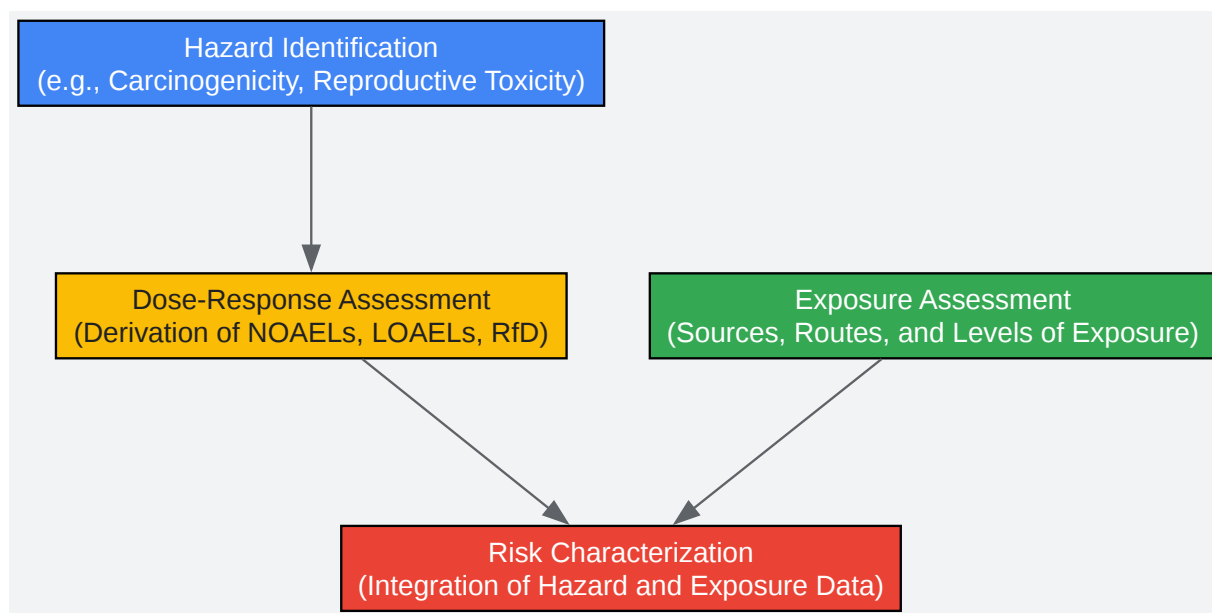 Hazard Identification
(e.g., Carcinogenicity, Reproductive Toxicity)
Dose-Response Assessment
(Derivation of NOAELs, LOAELs, RfD)
Exposure Assessment
(Sources, Routes, and Levels of Exposure)
Risk Characterization
(Integration of Hazard and Exposure Data)